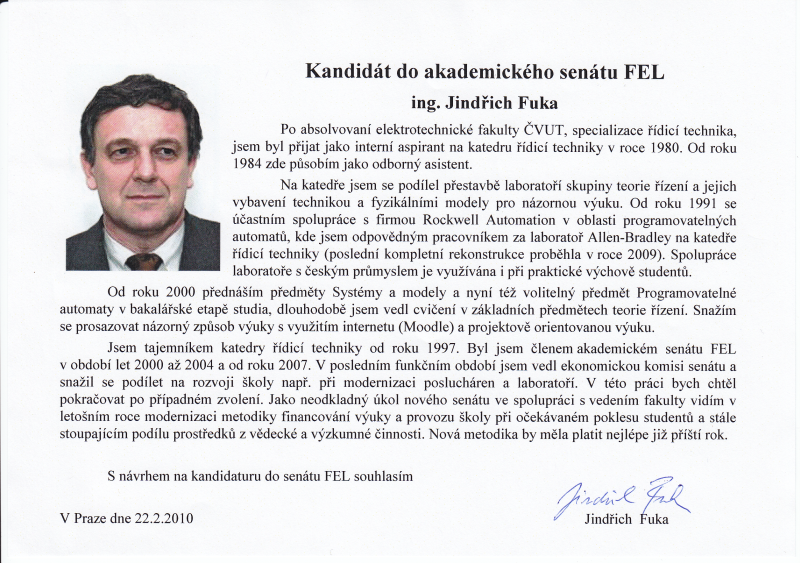 Kandidát do akademického senátu FEL
ing. Jindřich Fuka
Po absolvovaní elektrotechnické fakulty ČVUT, specializace řídicí technika,
jsem byl přijat jako interní aspirant na katedru řídicí techniky v roce 1980. Od roku
1984 zde působím jako odborný asistent.
Na katedře jsem se podílel přestavbě laboratoří skupiny teorie řízení a jejich
vybavení technikou a fyzikálními modely pro názornou výuku. Od roku 1991 se
účastním spolupráce s firmou Rockwell Automation v oblasti programovatelných
automatů, kde jsem odpovědným pracovníkem za laboratoř Allen-Bradley na katedře
řídicí techniky (poslední kompletní rekonstrukce proběhla v roce 2009). Spolupráce
laboratoře s českým průmyslem je využívána i při praktické výchově studentů.
Od roku 2000 přednáším předměty Systémy a modely a nyní též volitelný předmět Programovatelné
automaty v bakalářské etapě studia, dlouhodobě jsem vedl cvičení v základních předmětech teorie řízení. Snažím
se prosazovat názorný způsob výuky s využitím internetu (Moodle) a projektově orientovanou výuku.
Jsem tajemníkem katedry řídicí techniky od roku 1997. Byl jsem členem akademickém senátu FEL
v období let 2000 až 2004 a od roku 2007. V posledním funkčním období jsem vedl ekonomickou komisi senátu a
snažil se podílet na rozvoji školy např. při modernizaci poslucháren a laboratoří. V této práci bych chtěl
pokračovat po případném zvolení. Jako neodkladný úkol nového senátu ve spolupráci s vedením fakulty vidím v
letošním roce modernizaci metodiky financování výuky a provozu školy při očekávaném poklesu studentů a stále
stoupajícím podílu prostředků z vědecké a výzkumné činnosti. Nová metodika by měla platit nejlépe již příští rok.
S návrhem na kandidaturu do senátu FEL souhlasím
Jindřich Fuka
V Praze dne 22.2.2010
Jindřich Fuka